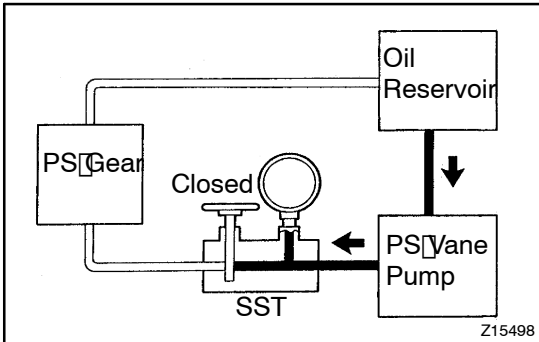 Oil
Reservoir
PS▯Gear
Closed
PS▯Vane
Pump
SST
Z15498